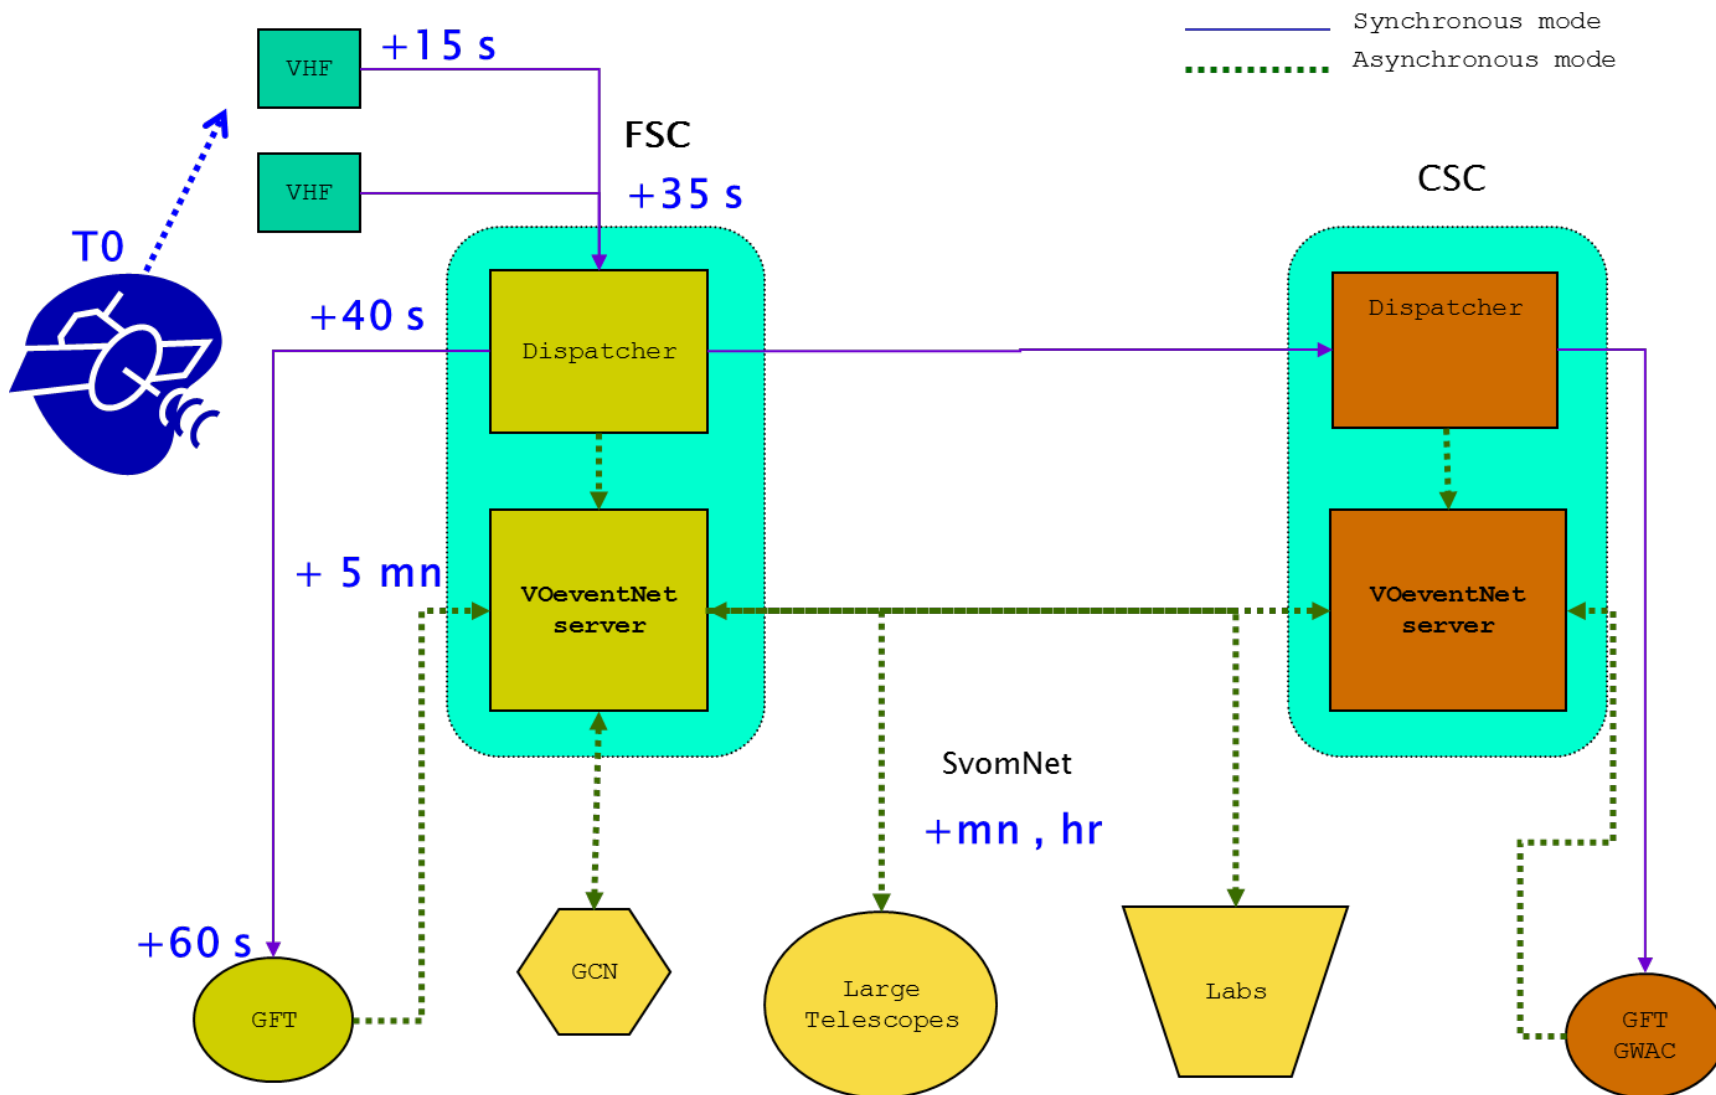 Synchronous mode
Asynchronous mode
VHF
+15 s
FSC
VHF
+35 s
CSC
T0
+40 s
Dispatcher
Dispatcher
+ 5 mn
VOeventNet
server
VOeventNet
server
SvomNet
+mn , hr
+60 s
GFT
GCN
Large
Telescopes
Labs
GFT
GWAC